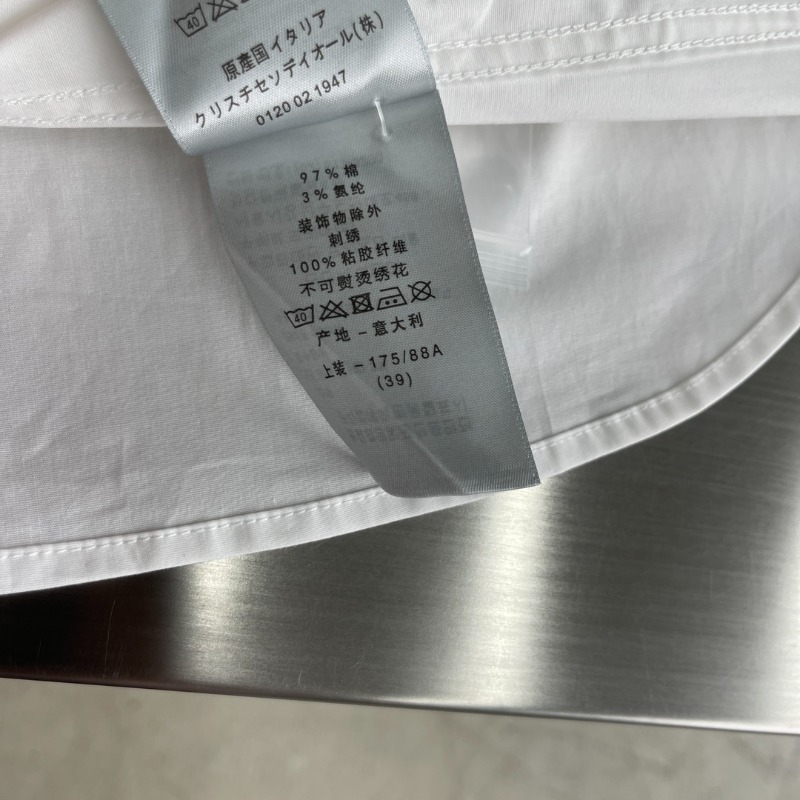 40
原産国イタリア
クリスチセソディオール(株)
0120 02 1947
97%棉
3%氨纶
装饰物除外
刺绣
100%粘胶纤维
不可熨烫绣花
40
产地-意大利
上装-175/88A
(39)